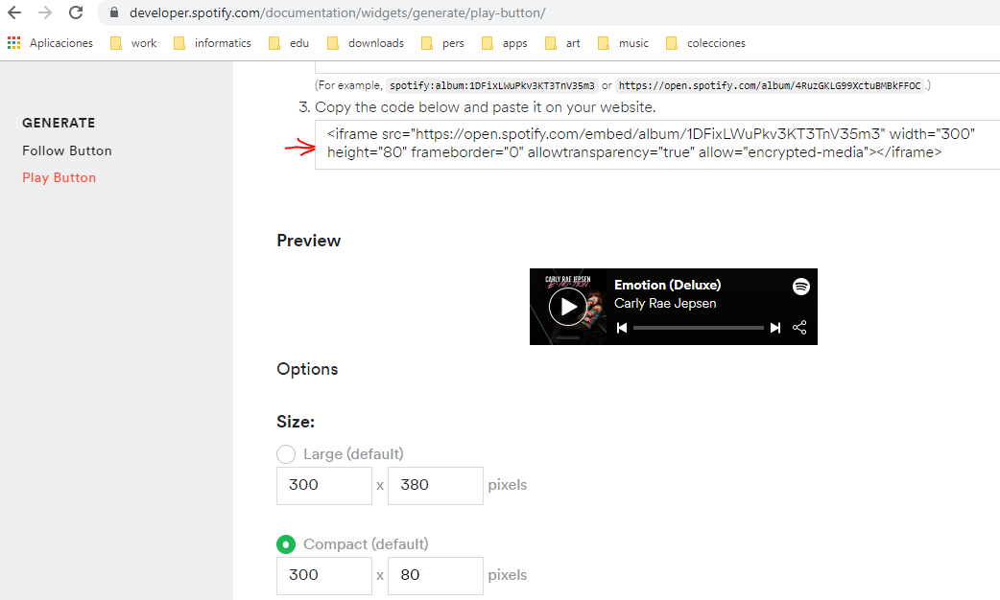 developer.spotify.com/documentation/widgets/generate/play-button/
Aplicaciones work informatics edu downloads pers apps art music colecciones
(For example, spotify:album:1DFixLWuPkv3KT3TnV35m3 or https://open.spotify.com/album/4RuzGKLG99XctuBMBkFFOC.)
3. Copy the code below and paste it on your website.
<iframe src="https://open.spotify.com/embed/album/1DFixLWuPkv3KT3TnV35m3" width="300"
height="80" frameborder="0" allowtransparency="true" allow="encrypted-media"></iframe>
GENERATE
Follow Button
Play Button
Preview
CARLY RAE JEPSEN
E•MO•TION
Emotion (Deluxe)
Carly Rae Jepsen
Options
Size:
Large (default)
300 x 380 pixels
Compact (default)
300 x 80 pixels